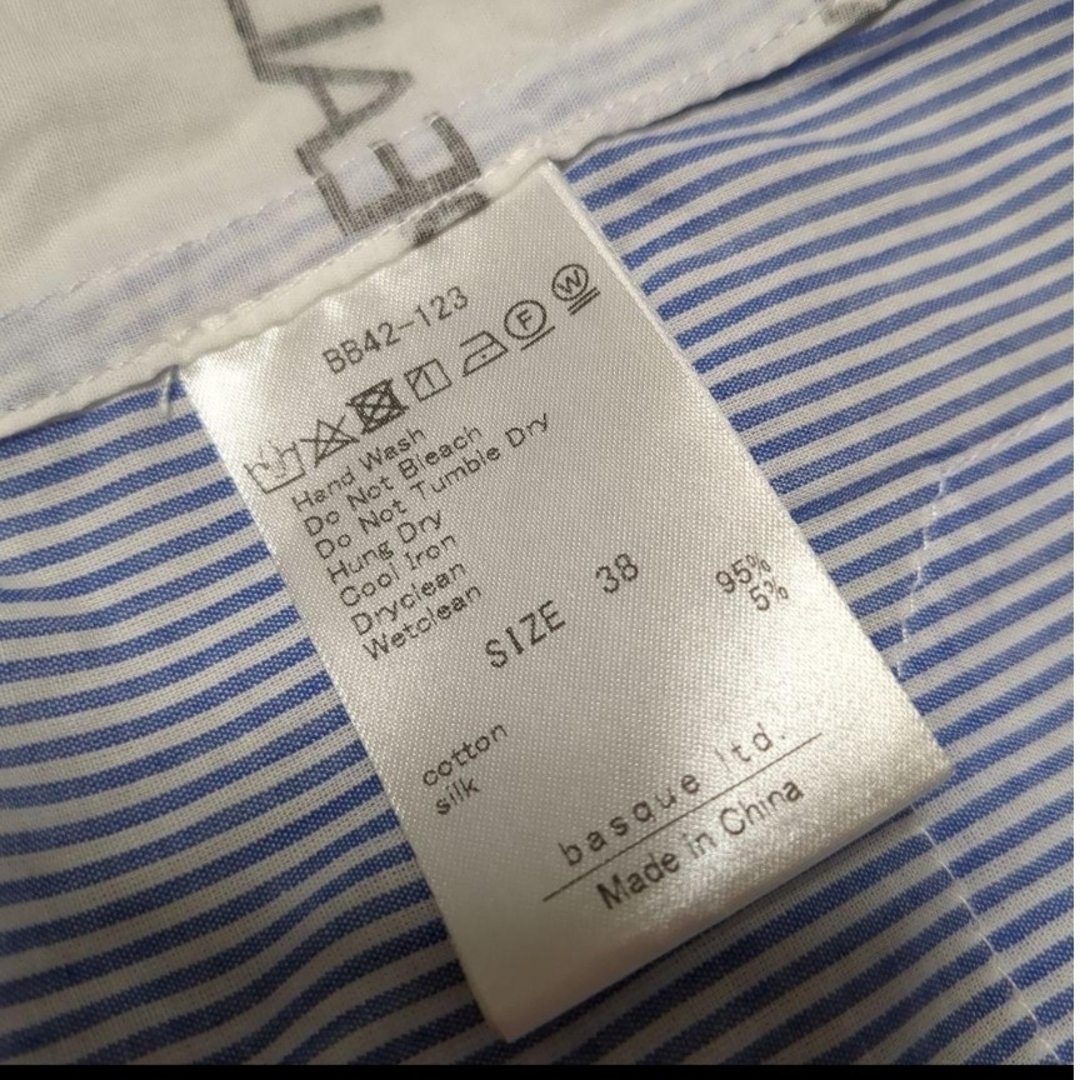 BB42-123
F W
Hand Wash
Do Not Bleach
Do Not Tumble Dry
Hung Dry
Cool Iron
Dryclean
Wetclean
SIZE 38
cotton 95%
silk 5%
basque ltd.
Made in China